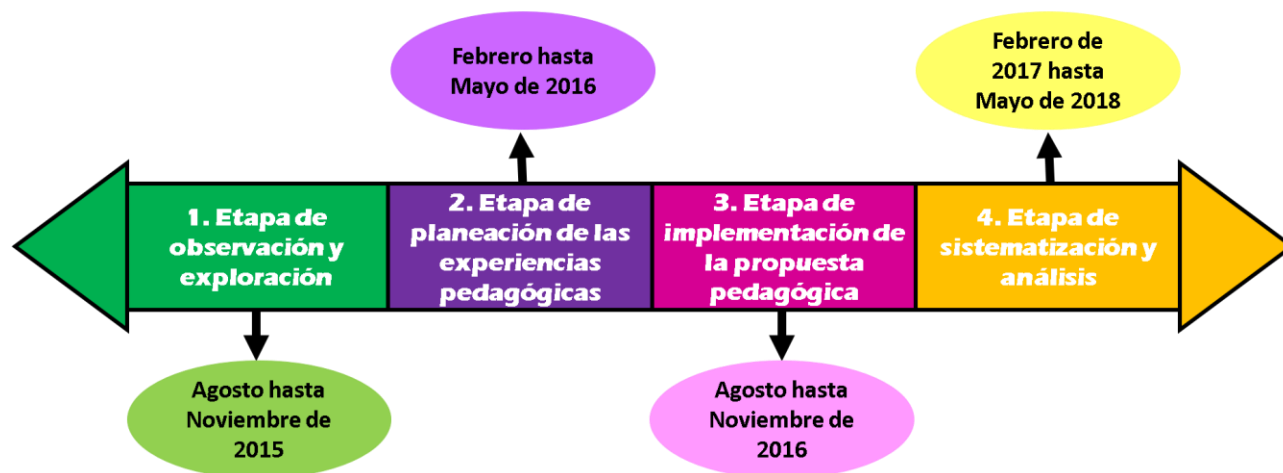 Febrero hasta
Mayo de 2016
Febrero de
2017 hasta
Mayo de 2018
1. Etapa de
observación y
exploración
2. Etapa de
planeación de las
experiencias
pedagógicas
3. Etapa de
implementación de
la propuesta
pedagógica
4. Etapa de
sistematización y
análisis
Agosto hasta
Noviembre de
2015
Agosto hasta
Noviembre de
2016